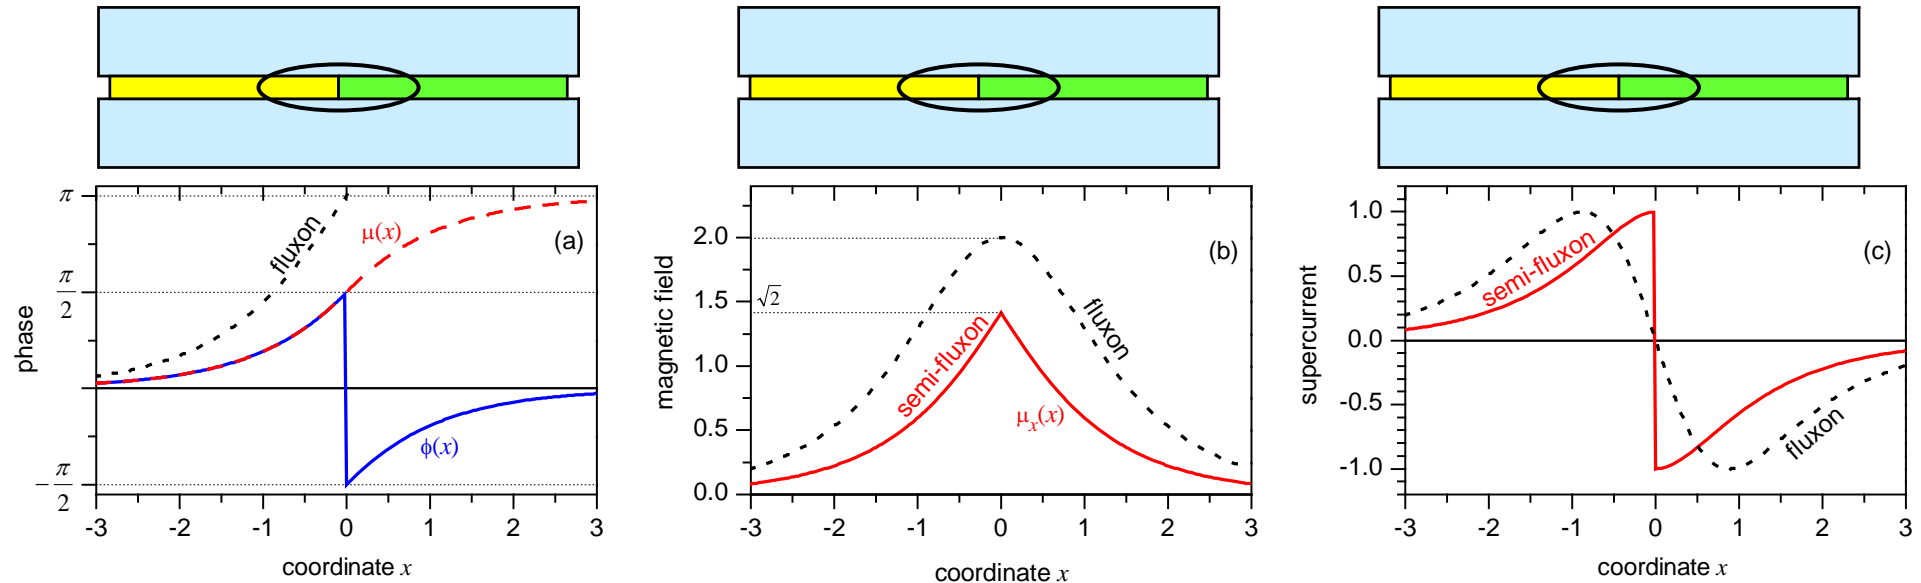 π
π
2
− π
2
phase
fluxon
μ(x)
(a)
ϕ(x)
-3 -2 -1 0 1 2 3
coordinate x
2.0
√2
1.5
1.0
0.5
0.0
magnetic field
semi-fluxon
fluxon
(b)
μx(x)
-3 -2 -1 0 1 2 3
coordinate x
1.0
0.5
0.0
-0.5
-1.0
supercurrent
semi-fluxon
(c)
fluxon
-3 -2 -1 0 1 2 3
coordinate x